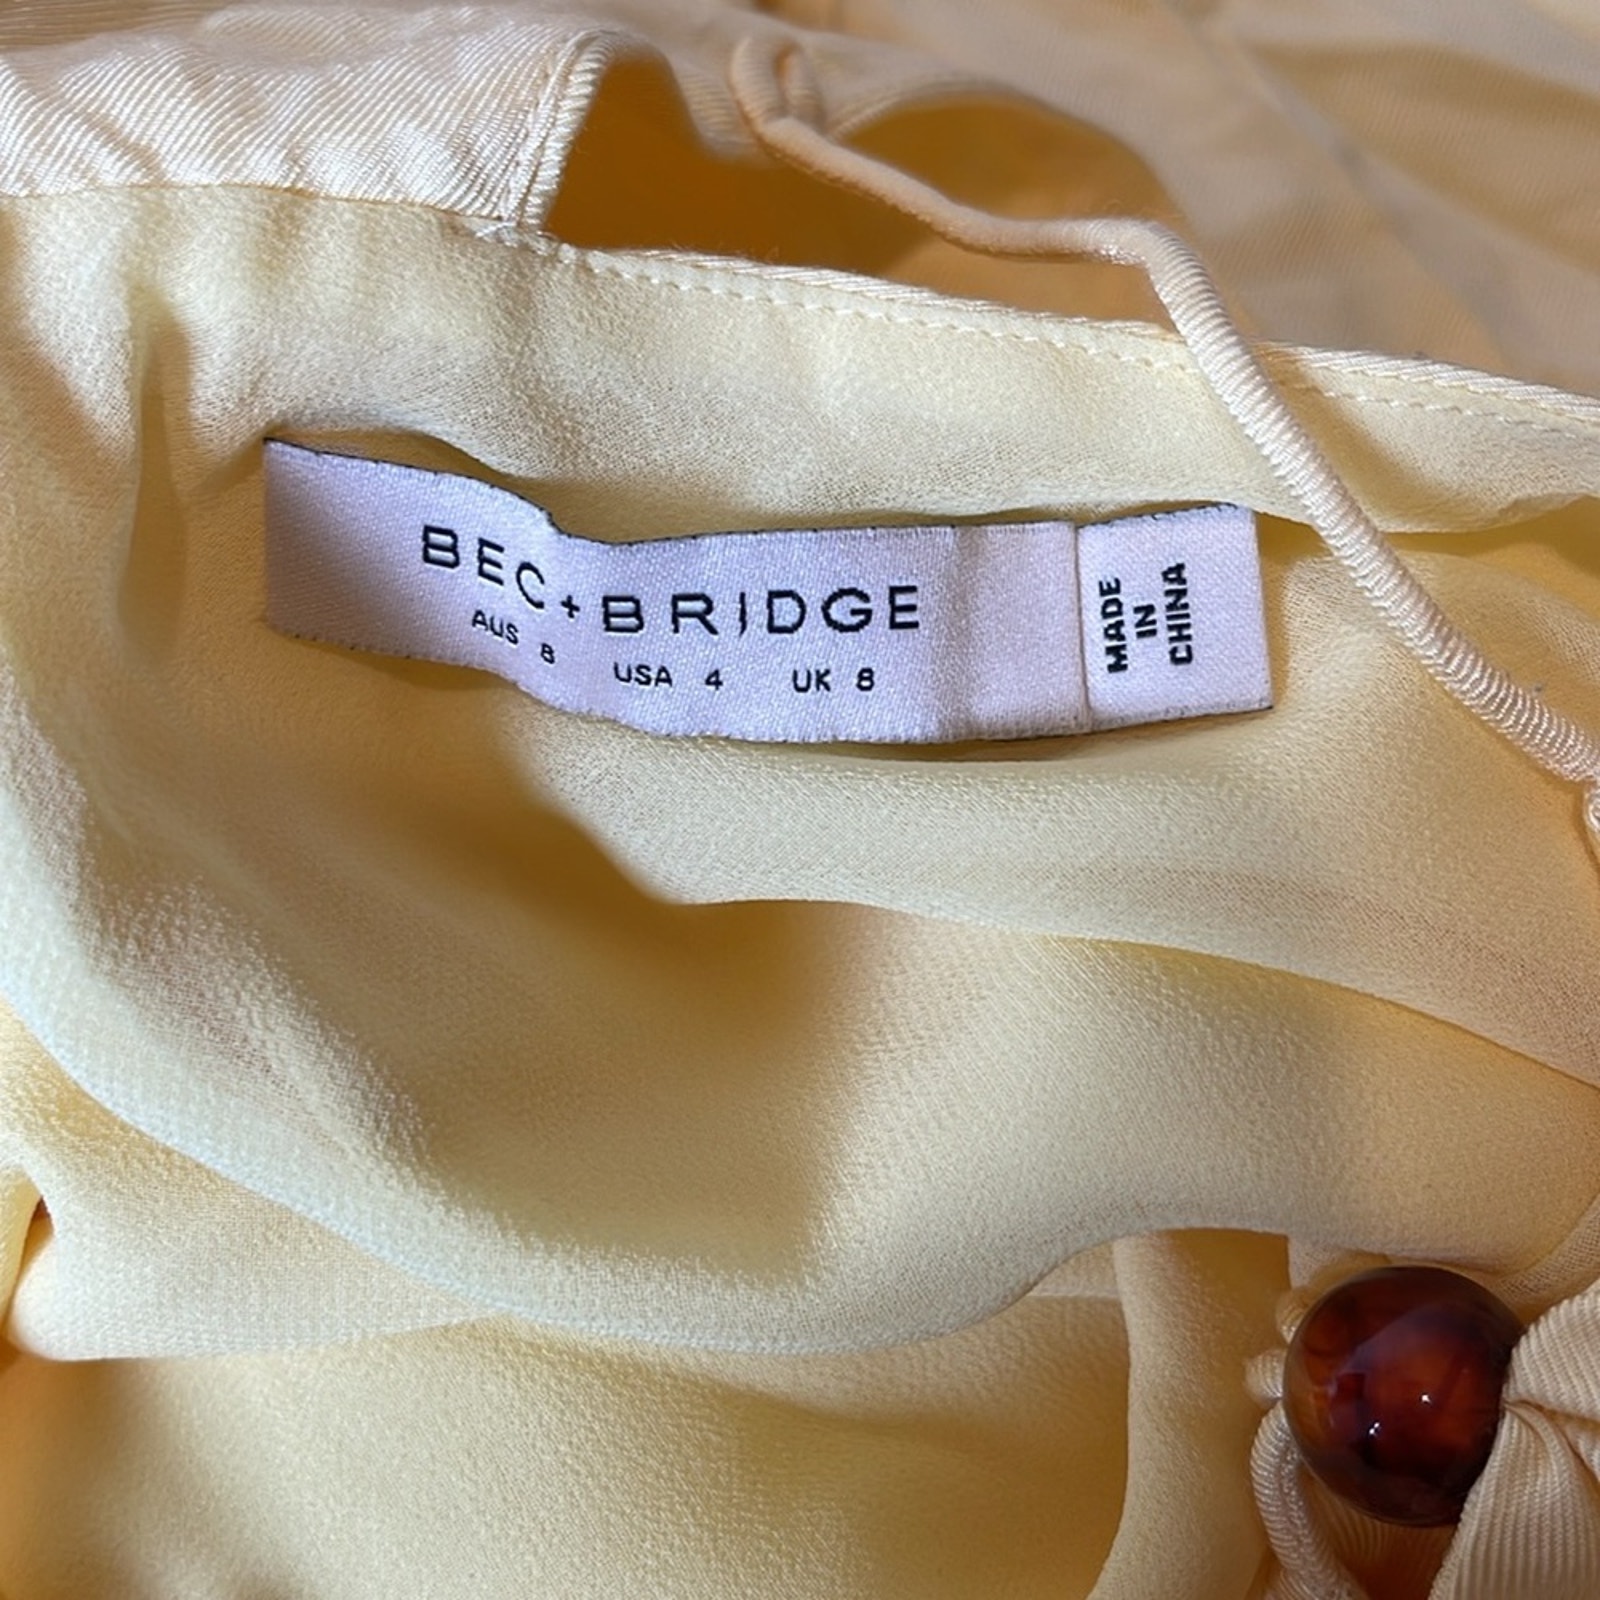 BEC+BRIDGE
AUS 8 USA 4 UK 8
MADE
IN
CHINA